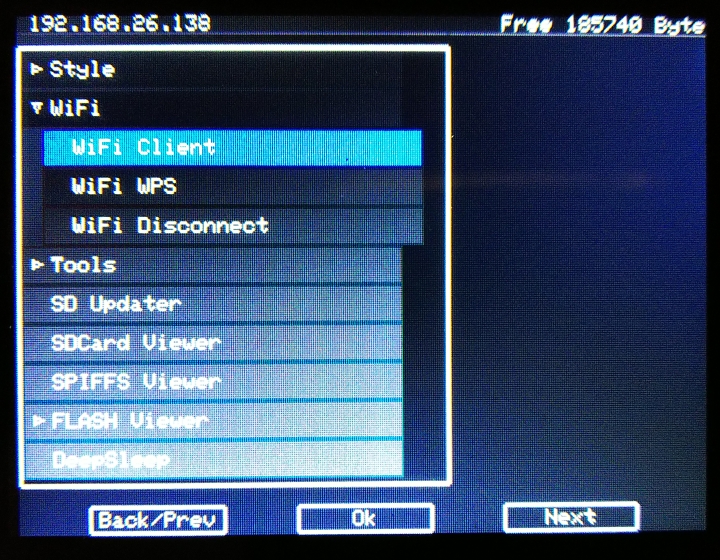 192.168.26.138 Free 185740 Byte
Style
WiFi
WiFi Client
WiFi WPS
WiFi Disconnect
Tools
SD Updater
SDCard Viewer
SPIFFS Viewer
FLASH Viewer
DeepSleep
Back/Prev Ok Next